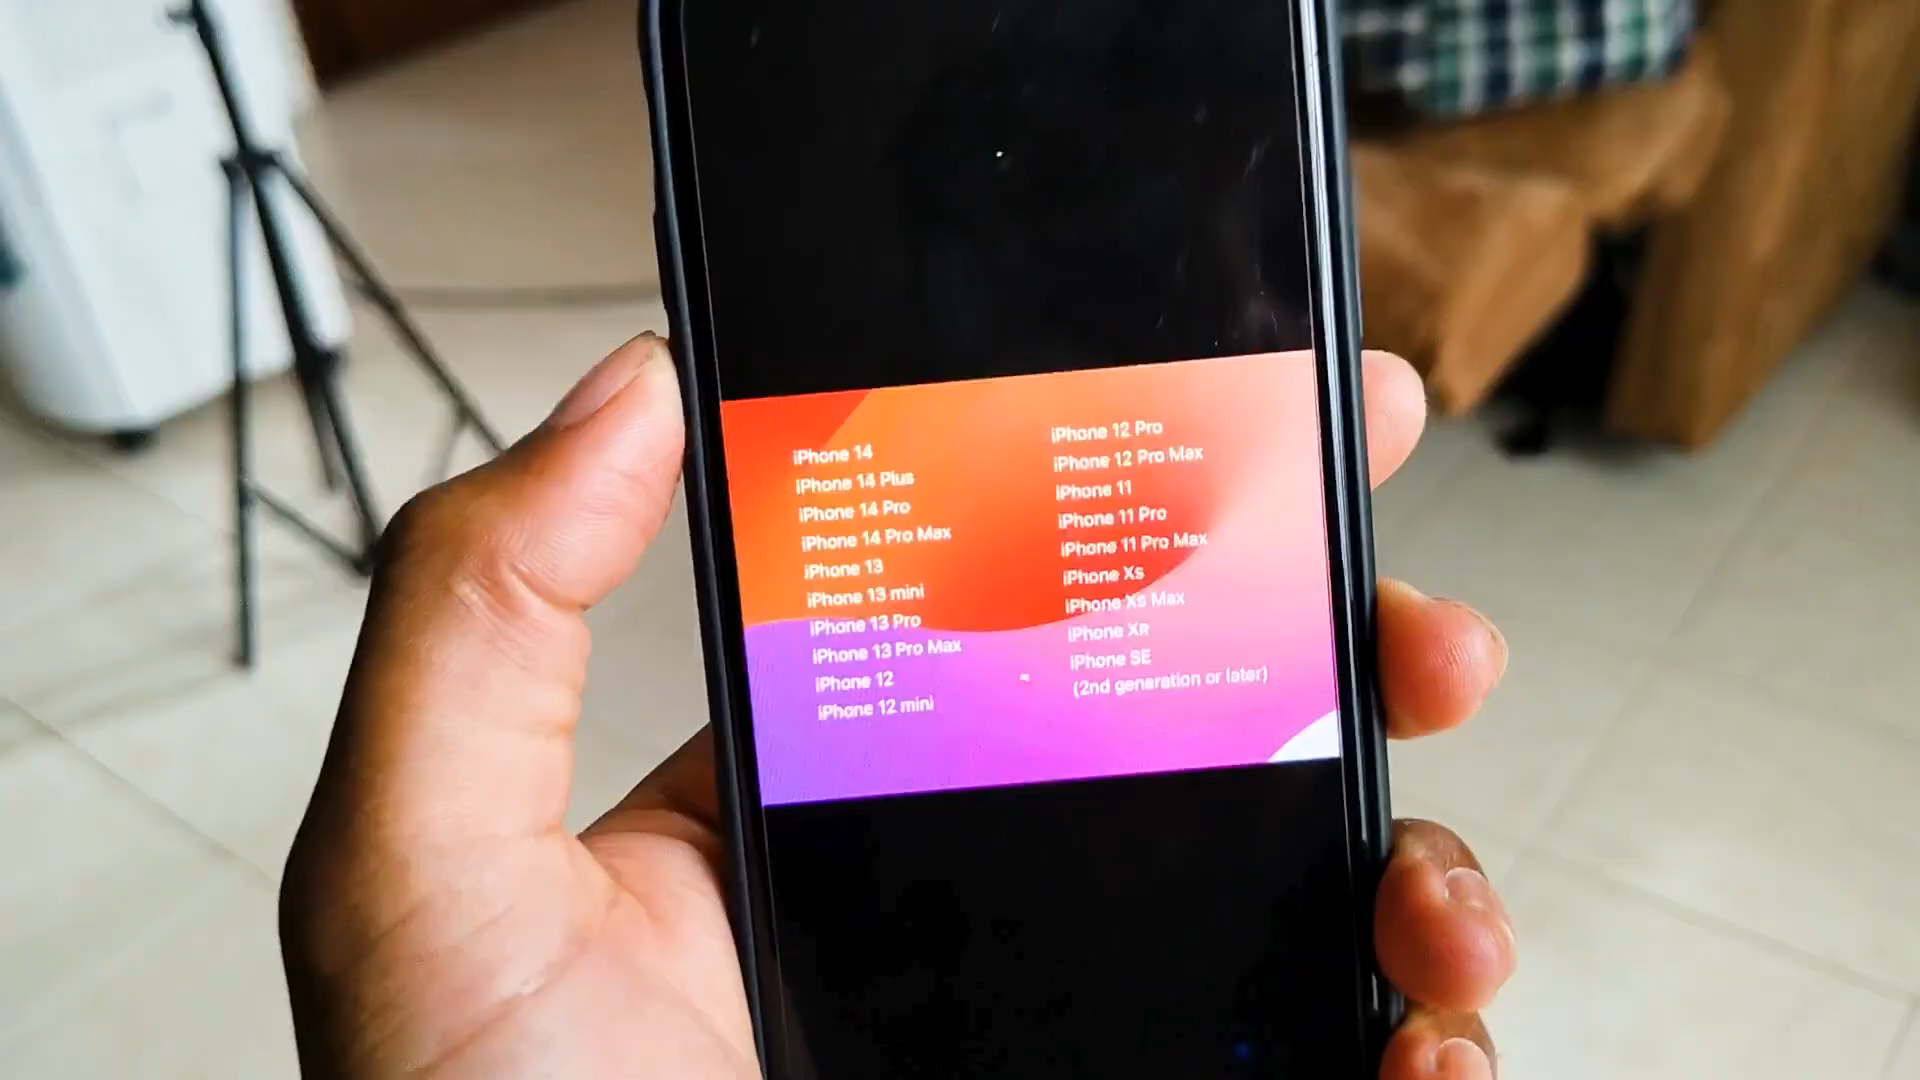 iPhone 14
iPhone 14 Plus
iPhone 14 Pro
iPhone 14 Pro Max
iPhone 13
iPhone 13 mini
iPhone 13 Pro
iPhone 13 Pro Max
iPhone 12
iPhone 12 mini
iPhone 12 Pro
iPhone 12 Pro Max
iPhone 11
iPhone 11 Pro
iPhone 11 Pro Max
iPhone Xs
iPhone Xs Max
iPhone XR
iPhone SE
(2nd generation or later)